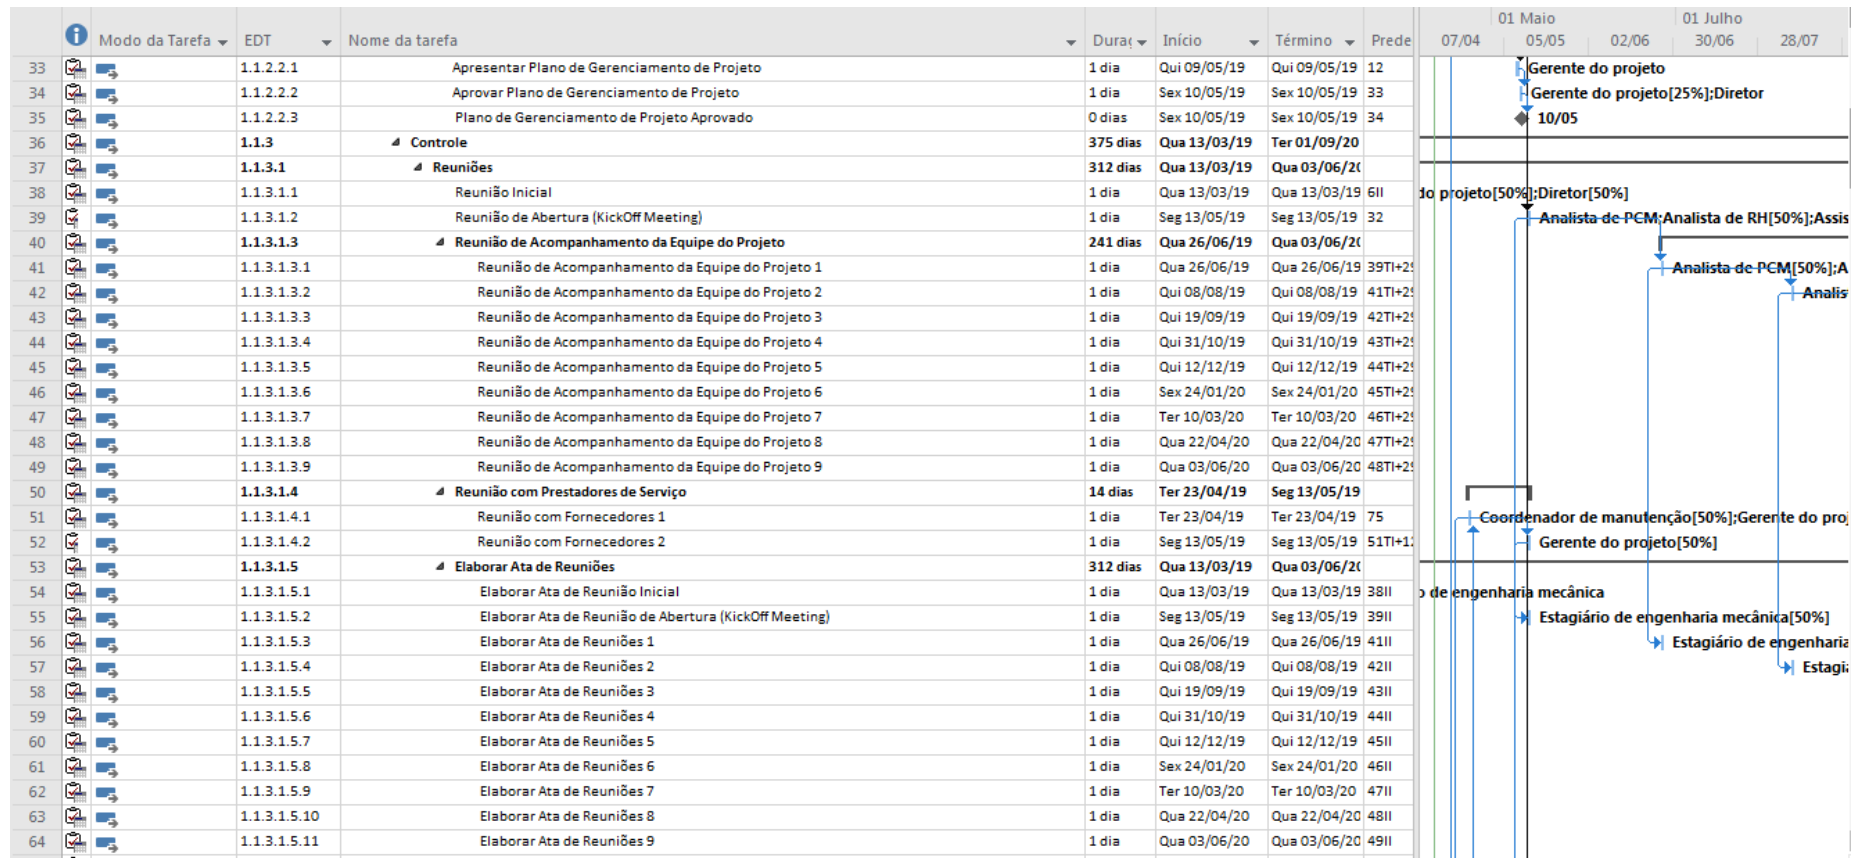 01 Maio 01 Julho
Modo da Tarefa EDT Nome da tarefa Duraç Início Término Prede 07/04 05/05 02/06 30/06 28/07
33 1.1.2.2.1 Apresentar Plano de Gerenciamento de Projeto 1 dia Qui 09/05/19 Qui 09/05/19 12 Gerente do projeto
34 1.1.2.2.2 Aprovar Plano de Gerenciamento de Projeto 1 dia Sex 10/05/19 Sex 10/05/19 33 Gerente do projeto[25%];Diretor
35 1.1.2.2.3 Plano de Gerenciamento de Projeto Aprovado 0 dias Sex 10/05/19 Sex 10/05/19 34 10/05
36 1.1.3 Controle 375 dias Qua 13/03/19 Ter 01/09/20
37 1.1.3.1 Reuniões 312 dias Qua 13/03/19 Qua 03/06/20
38 1.1.3.1.1 Reunião Inicial 1 dia Qua 13/03/19 Qua 13/03/19 6II do projeto[50%];Diretor[50%]
39 1.1.3.1.2 Reunião de Abertura (KickOff Meeting) 1 dia Seg 13/05/19 Seg 13/05/19 32 Analista de PCM;Analista de RH[50%];Assis
40 1.1.3.1.3 Reunião de Acompanhamento da Equipe do Projeto 241 dias Qua 26/06/19 Qua 03/06/20
41 1.1.3.1.3.1 Reunião de Acompanhamento da Equipe do Projeto 1 1 dia Qua 26/06/19 Qua 26/06/19 39TI+29 Analista de PCM[50%];A
42 1.1.3.1.3.2 Reunião de Acompanhamento da Equipe do Projeto 2 1 dia Qui 08/08/19 Qui 08/08/19 41TI+29 Analis
43 1.1.3.1.3.3 Reunião de Acompanhamento da Equipe do Projeto 3 1 dia Qui 19/09/19 Qui 19/09/19 42TI+29
44 1.1.3.1.3.4 Reunião de Acompanhamento da Equipe do Projeto 4 1 dia Qui 31/10/19 Qui 31/10/19 43TI+29
45 1.1.3.1.3.5 Reunião de Acompanhamento da Equipe do Projeto 5 1 dia Qui 12/12/19 Qui 12/12/19 44TI+29
46 1.1.3.1.3.6 Reunião de Acompanhamento da Equipe do Projeto 6 1 dia Sex 24/01/20 Sex 24/01/20 45TI+29
47 1.1.3.1.3.7 Reunião de Acompanhamento da Equipe do Projeto 7 1 dia Ter 10/03/20 Ter 10/03/20 46TI+29
48 1.1.3.1.3.8 Reunião de Acompanhamento da Equipe do Projeto 8 1 dia Qua 22/04/20 Qua 22/04/20 47TI+29
49 1.1.3.1.3.9 Reunião de Acompanhamento da Equipe do Projeto 9 1 dia Qua 03/06/20 Qua 03/06/20 48TI+29
50 1.1.3.1.4 Reunião com Prestadores de Serviço 14 dias Ter 23/04/19 Seg 13/05/19
51 1.1.3.1.4.1 Reunião com Fornecedores 1 1 dia Ter 23/04/19 Ter 23/04/19 75 Coordenador de manutenção[50%];Gerente do proj
52 1.1.3.1.4.2 Reunião com Fornecedores 2 1 dia Seg 13/05/19 Seg 13/05/19 51TI+12 Gerente do projeto[50%]
53 1.1.3.1.5 Elaborar Ata de Reuniões 312 dias Qua 13/03/19 Qua 03/06/20
54 1.1.3.1.5.1 Elaborar Ata de Reunião Inicial 1 dia Qua 13/03/19 Qua 13/03/19 38II o de engenharia mecânica
55 1.1.3.1.5.2 Elaborar Ata de Reunião de Abertura (KickOff Meeting) 1 dia Seg 13/05/19 Seg 13/05/19 39II Estagiário de engenharia mecânica[50%]
56 1.1.3.1.5.3 Elaborar Ata de Reuniões 1 1 dia Qua 26/06/19 Qua 26/06/19 41II Estagiário de engenharia
57 1.1.3.1.5.4 Elaborar Ata de Reuniões 2 1 dia Qui 08/08/19 Qui 08/08/19 42II Estagiá
58 1.1.3.1.5.5 Elaborar Ata de Reuniões 3 1 dia Qui 19/09/19 Qui 19/09/19 43II
59 1.1.3.1.5.6 Elaborar Ata de Reuniões 4 1 dia Qui 31/10/19 Qui 31/10/19 44II
60 1.1.3.1.5.7 Elaborar Ata de Reuniões 5 1 dia Qui 12/12/19 Qui 12/12/19 45II
61 1.1.3.1.5.8 Elaborar Ata de Reuniões 6 1 dia Sex 24/01/20 Sex 24/01/20 46II
62 1.1.3.1.5.9 Elaborar Ata de Reuniões 7 1 dia Ter 10/03/20 Ter 10/03/20 47II
63 1.1.3.1.5.10 Elaborar Ata de Reuniões 8 1 dia Qua 22/04/20 Qua 22/04/20 48II
64 1.1.3.1.5.11 Elaborar Ata de Reuniões 9 1 dia Qua 03/06/20 Qua 03/06/20 49II